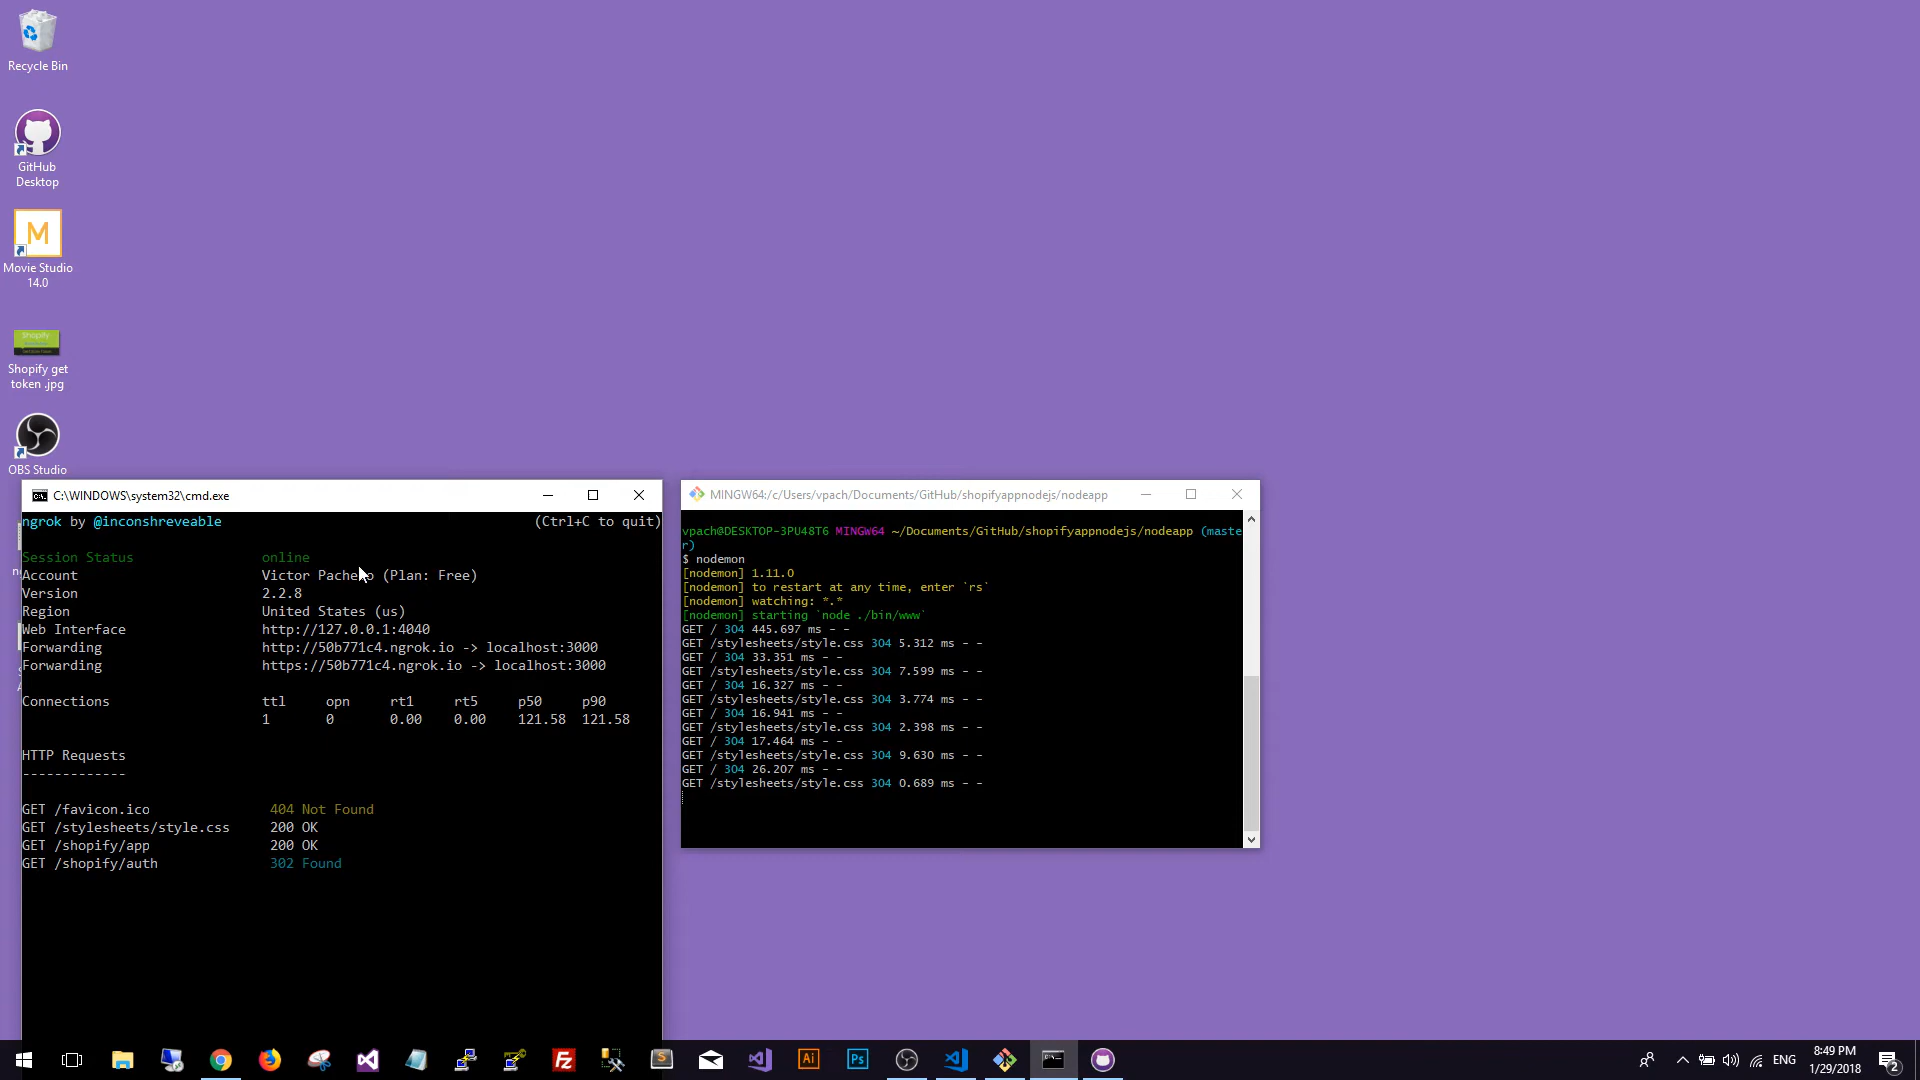 Recycle Bin
GitHub
Desktop
M
Movie Studio
14.0
Shopify get
token .jpg
OBS Studio
C:\WINDOWS\system32\cmd.exe
ngrok by @inconshreveable (Ctrl+C to quit)
Session Status online
Account Victor Pacheco (Plan: Free)
Version 2.2.8
Region United States (us)
Web Interface http://127.0.0.1:4040
Forwarding http://50b771c4.ngrok.io -> localhost:3000
Forwarding https://50b771c4.ngrok.io -> localhost:3000
Connections ttl opn rt1 rt5 p50 p90
1 0 0.00 0.00 121.58 121.58
HTTP Requests
-------------
GET /favicon.ico 404 Not Found
GET /stylesheets/style.css 200 OK
GET /shopify/app 200 OK
GET /shopify/auth 302 Found
MINGW64:/c/Users/vpach/Documents/GitHub/shopifyappnodejs/nodeapp
vpach@DESKTOP-3PU48T6 MINGW64 ~/Documents/GitHub/shopifyappnodejs/nodeapp (maste
r)
$ nodemon
[nodemon] 1.11.0
[nodemon] to restart at any time, enter `rs`
[nodemon] watching: *.*
[nodemon] starting `node ./bin/www`
GET / 304 445.697 ms - -
GET /stylesheets/style.css 304 5.312 ms - -
GET / 304 33.351 ms - -
GET /stylesheets/style.css 304 7.599 ms - -
GET / 304 16.327 ms - -
GET /stylesheets/style.css 304 3.774 ms - -
GET / 304 16.941 ms - -
GET /stylesheets/style.css 304 2.398 ms - -
GET / 304 17.464 ms - -
GET /stylesheets/style.css 304 9.630 ms - -
GET / 304 26.207 ms - -
GET /stylesheets/style.css 304 0.689 ms - -
Fz
S
Ai
Ps
ENG
8:49 PM
1/29/2018
2